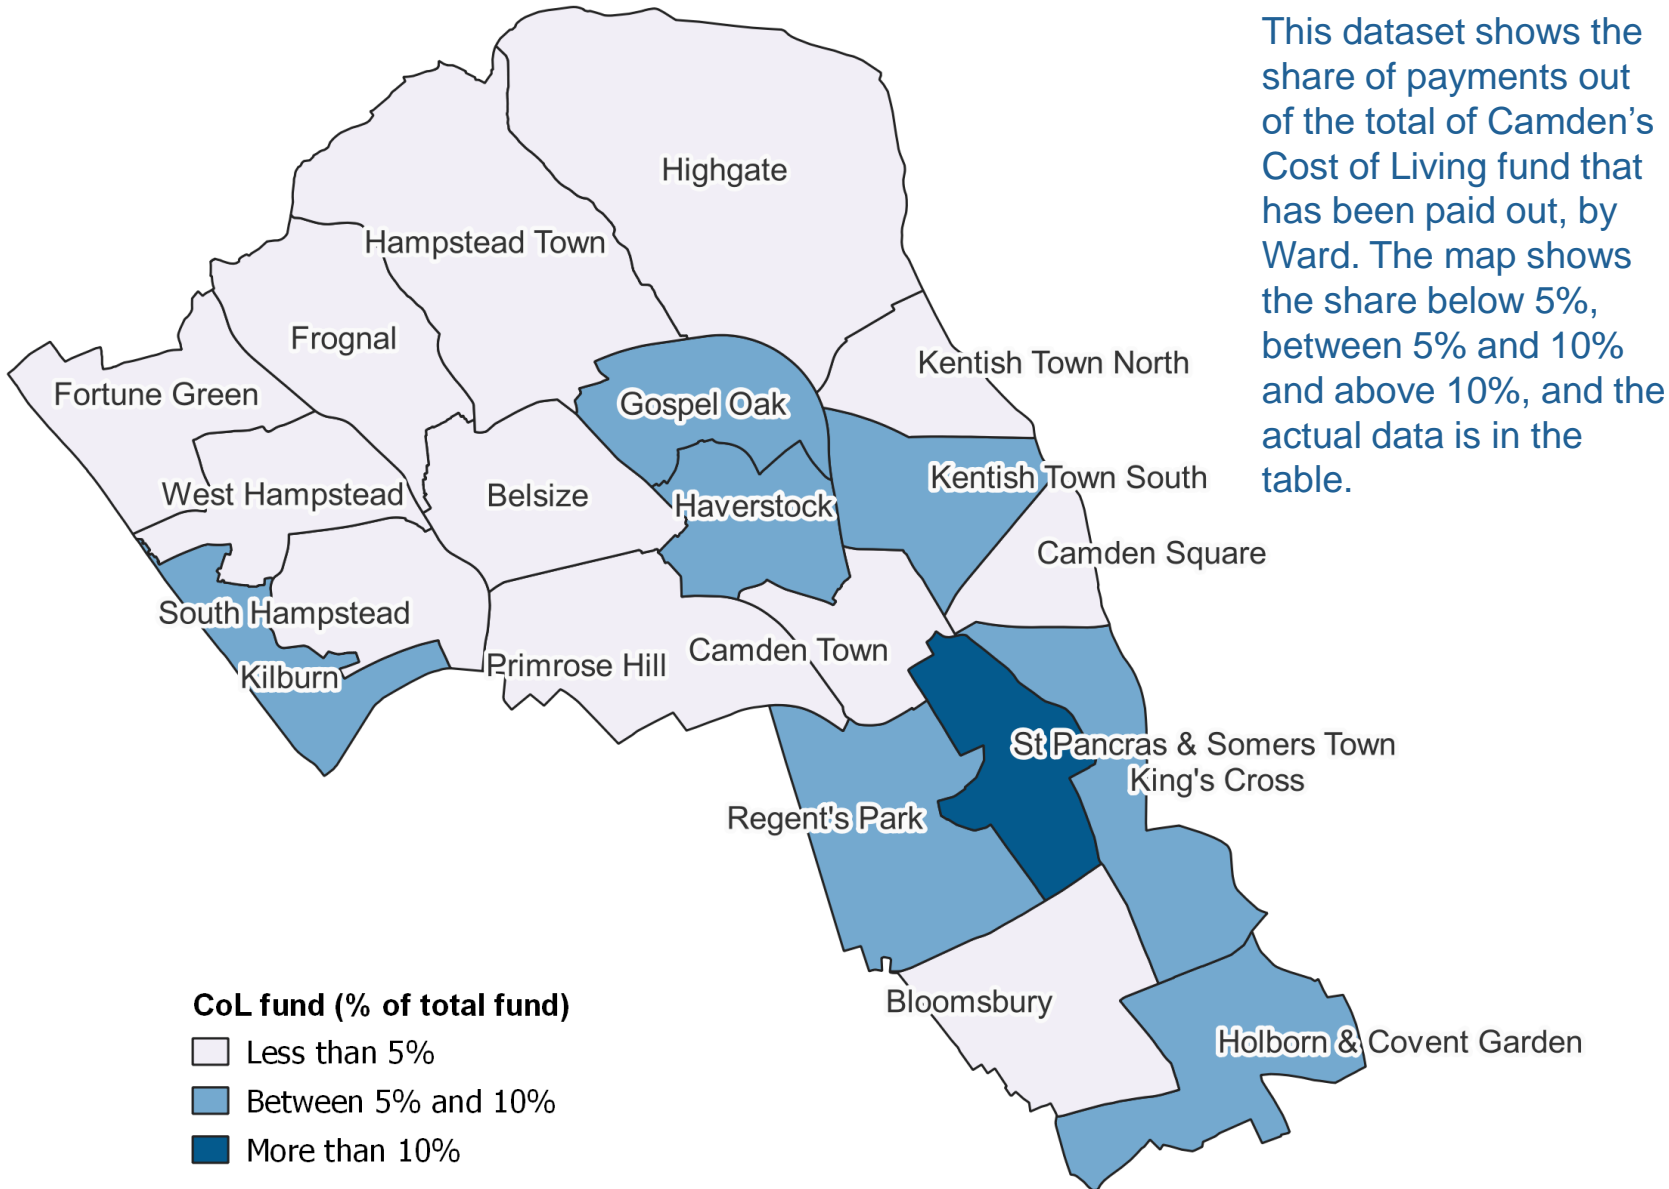 This dataset shows the
share of payments out
of the total of Camden’s
Cost of Living fund that
has been paid out, by
Ward. The map shows
the share below 5%,
between 5% and 10%
and above 10%, and the
actual data is in the
table.
Highgate
Hampstead Town
Frognal
Kentish Town North
Fortune Green
Gospel Oak
Kentish Town South
West Hampstead
Belsize
Haverstock
Camden Square
South Hampstead
Camden Town
Primrose Hill
Kilburn
St Pancras & Somers Town
King's Cross
Regent's Park
Bloomsbury
Holborn & Covent Garden
CoL fund (% of total fund)
Less than 5%
Between 5% and 10%
More than 10%